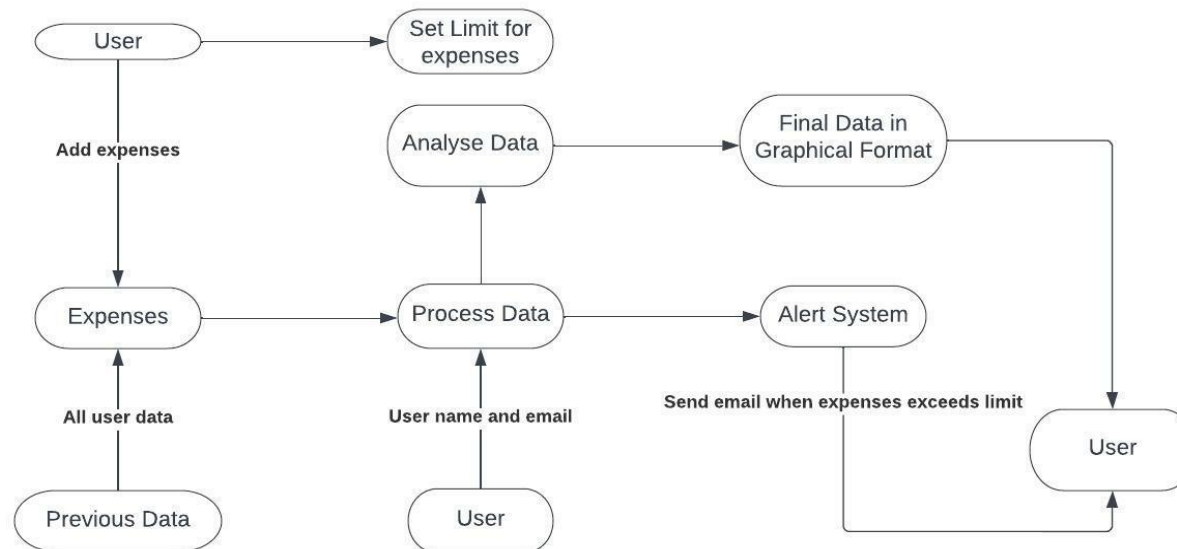 User
Set Limit for
expenses
Add expenses
Analyse Data
Final Data in
Graphical Format
Expenses
Process Data
Alert System
All user data
User name and email
Send email when expenses exceeds limit
User
Previous Data
User